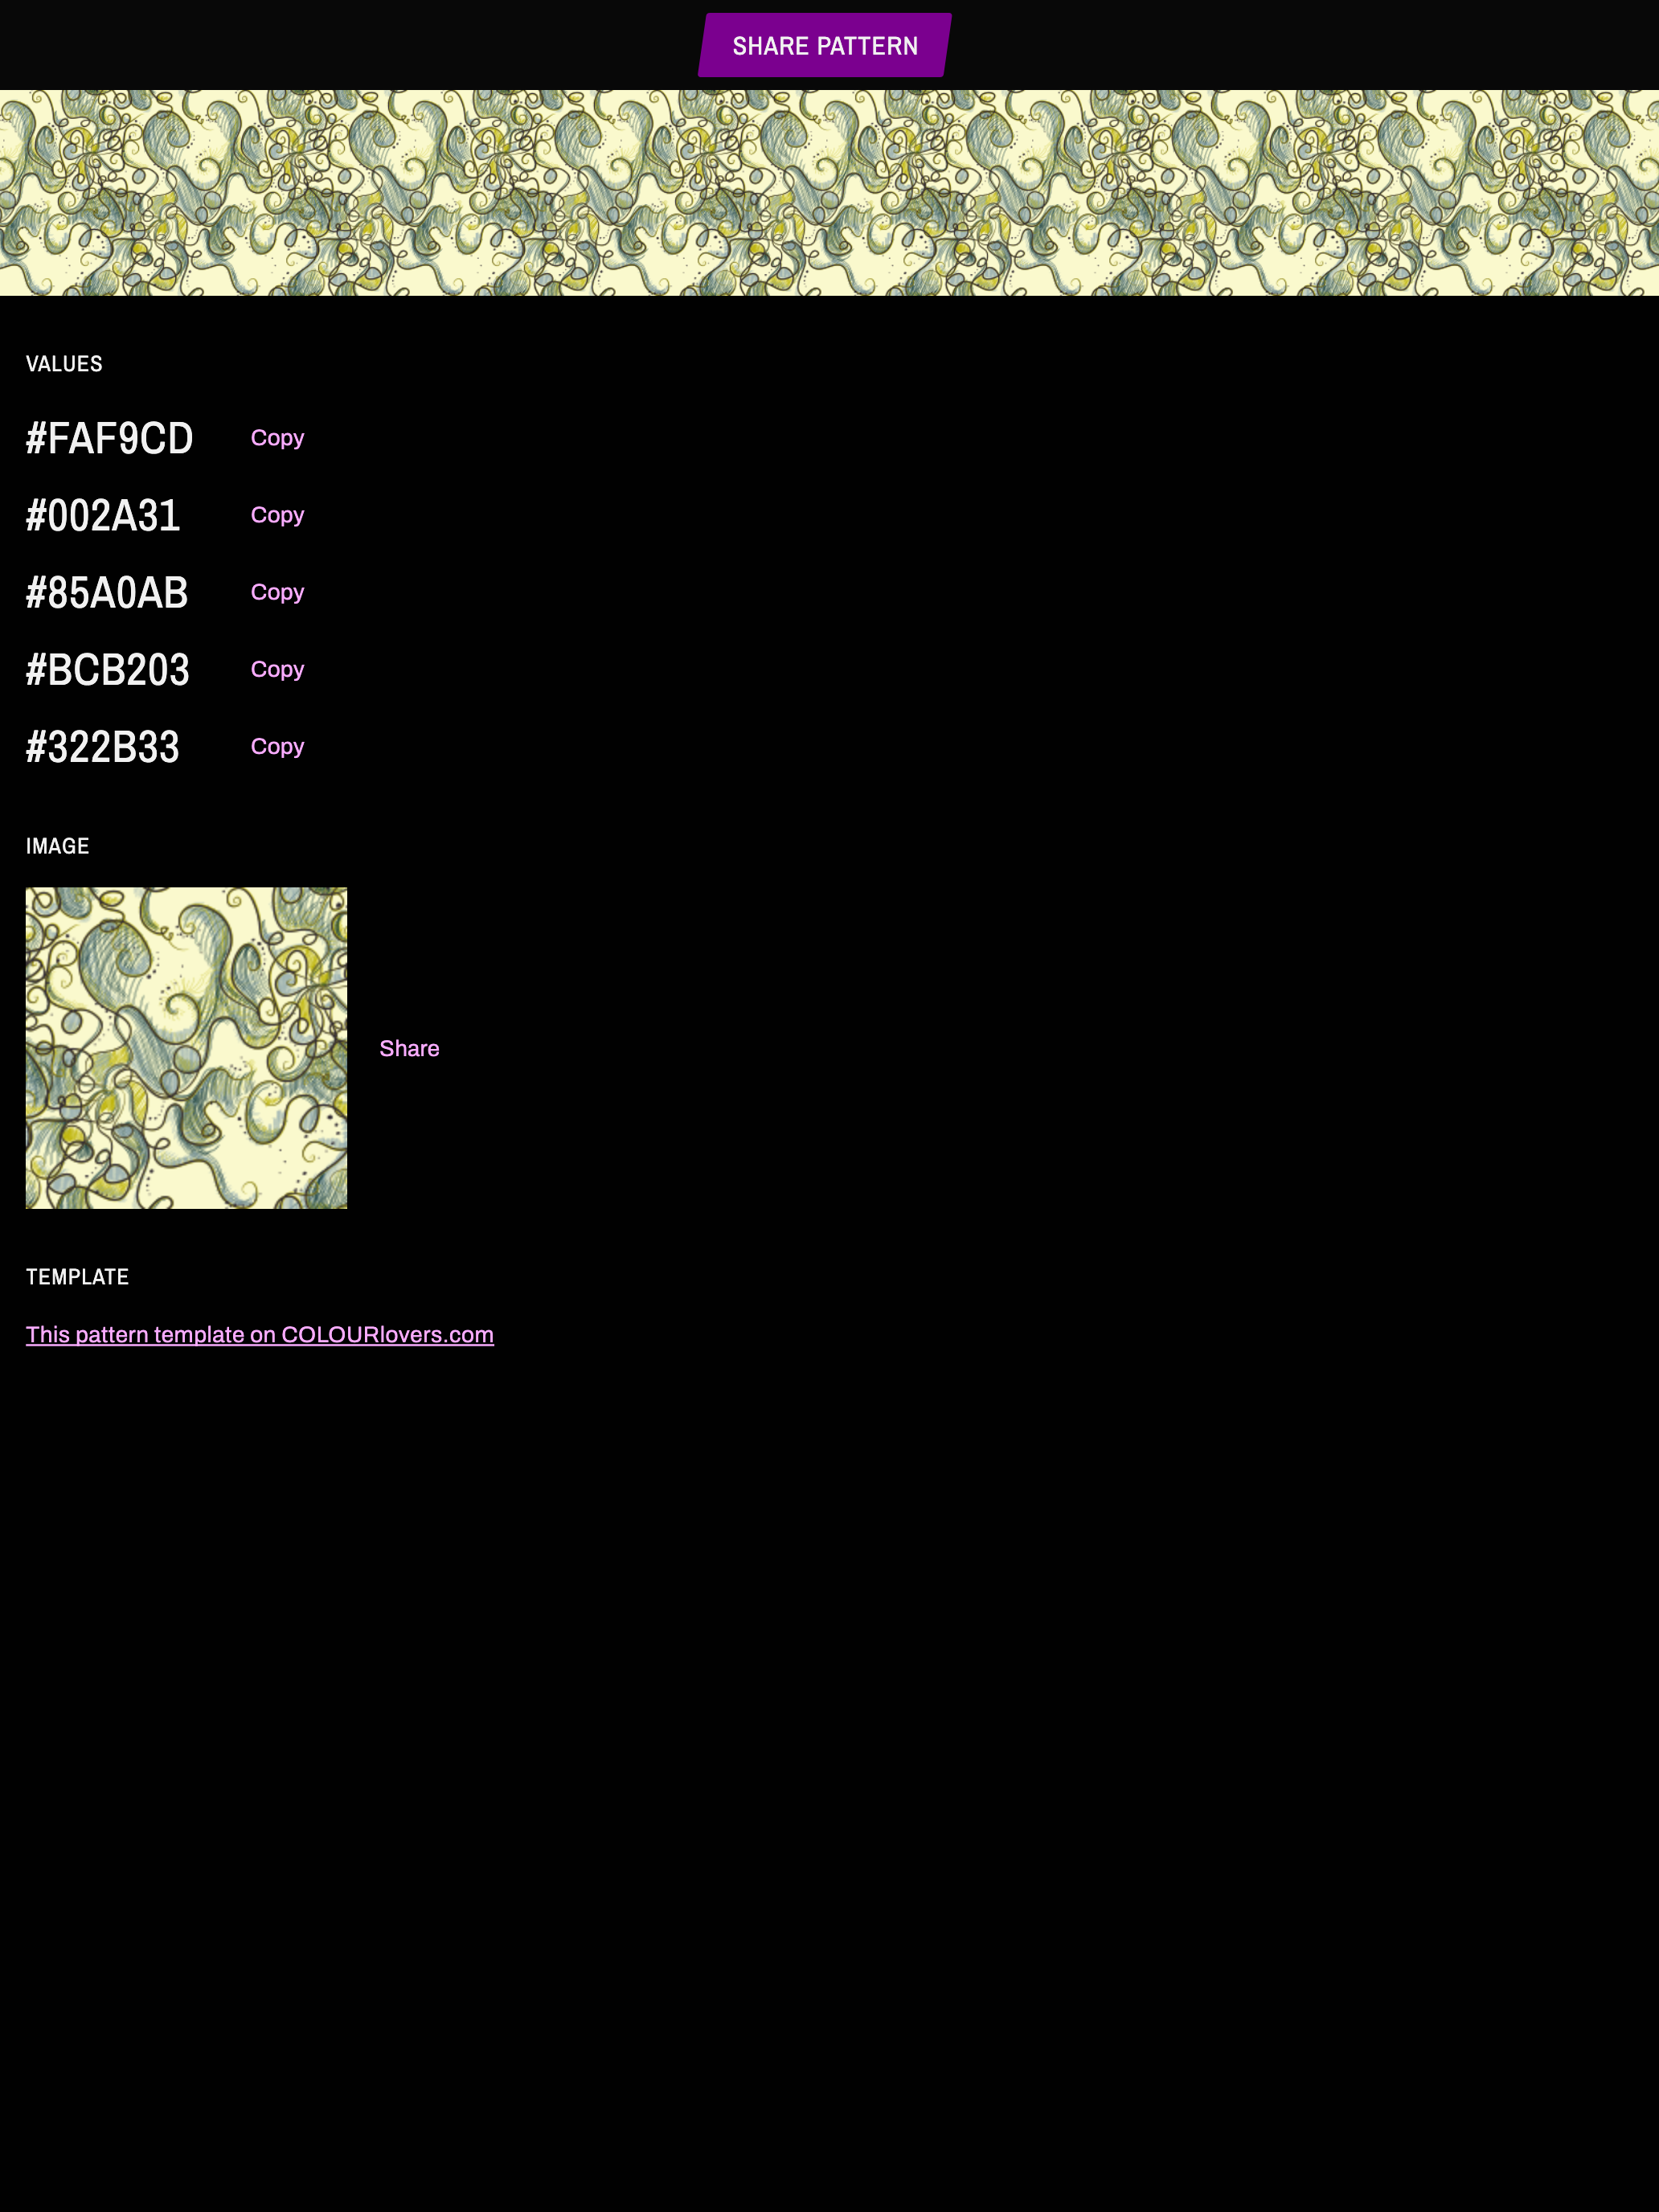 SHARE PATTERN
VALUES
#FAF9CD Copy
#002A31 Copy
#85A0AB Copy
#BCB203 Copy
#322B33 Copy
IMAGE
Share
TEMPLATE
This pattern template on COLOURlovers.com